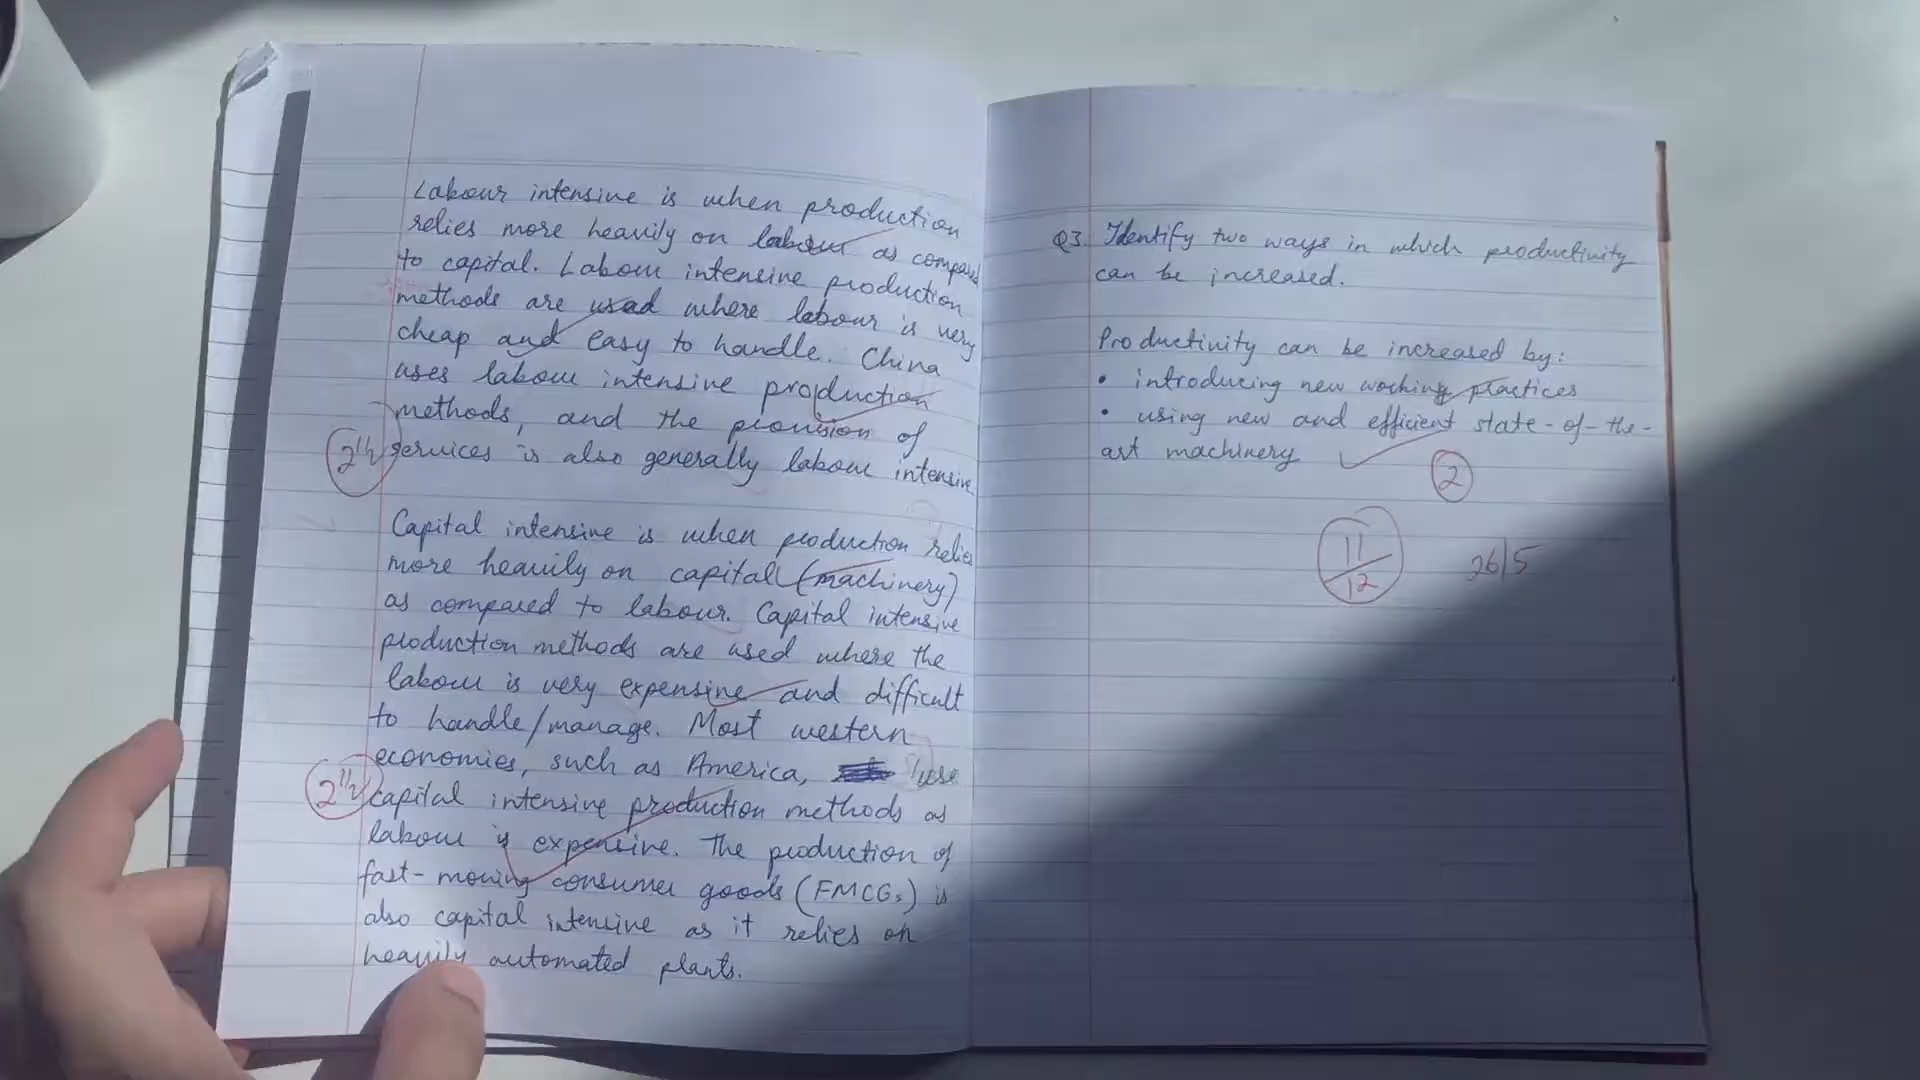 Labour intensive is when production
relies more heavily on labour as compared
to capital. Labour intensive production
methods are used where labour is very
cheap and easy to handle. China
uses labour intensive production
methods, and the provision of
services is also generally labour intensive.
2 1/2
Capital intensive is when production relies
more heavily on capital (machinery)
as compared to labour. Capital intensive
production methods are used where the
labour is very expensive and difficult
to handle/manage. Most western
economies, such as America, use
2 1/2
capital intensive production methods as
labour is expensive. The production of
fast-moving consumer goods (FMCGs) is
also capital intensive as it relies on
heavily automated plants.
Q3. Identify two ways in which productivity
can be increased.
Productivity can be increased by:
• introducing new working practices
• using new and efficient state-of-the-
art machinery
2
11/12
26/5